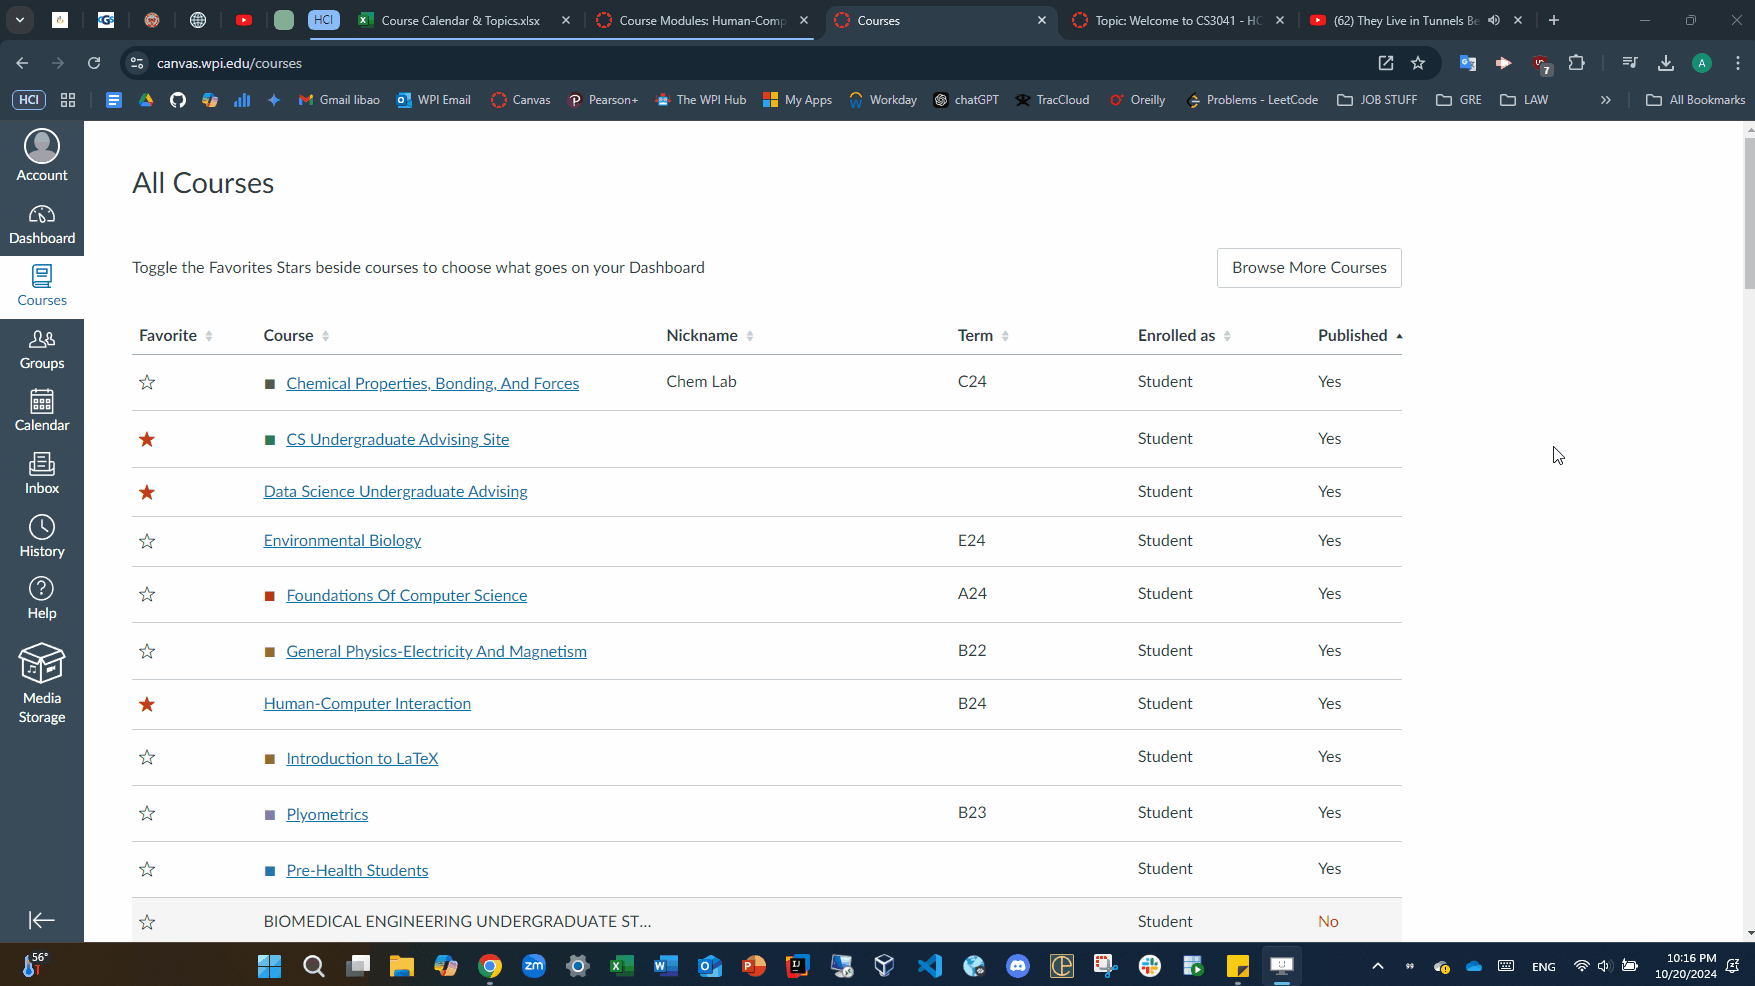 HCI
Course Calendar & Topics.xlsx
Course Modules: Human-Comp
Courses
Topic: Welcome to CS3041 - HC
(62) They Live in Tunnels Be
canvas.wpi.edu/courses
7
A
HCI
Gmail libao
WPI Email
Canvas
Pearson+
The WPI Hub
My Apps
Workday
chatGPT
TracCloud
Oreilly
Problems - LeetCode
JOB STUFF
GRE
LAW
All Bookmarks
Account
Dashboard
Courses
Groups
Calendar
Inbox
History
Help
Media
Storage
All Courses
Toggle the Favorites Stars beside courses to choose what goes on your Dashboard
Browse More Courses
Favorite Course Nickname Term Enrolled as Published
Chemical Properties, Bonding, And Forces Chem Lab C24 Student Yes
CS Undergraduate Advising Site Student Yes
Data Science Undergraduate Advising Student Yes
Environmental Biology E24 Student Yes
Foundations Of Computer Science A24 Student Yes
General Physics-Electricity And Magnetism B22 Student Yes
Human-Computer Interaction B24 Student Yes
Introduction to LaTeX Student Yes
Plyometrics B23 Student Yes
Pre-Health Students Student Yes
BIOMEDICAL ENGINEERING UNDERGRADUATE ST... Student No
56°
zm
ENG
10:16 PM
10/20/2024